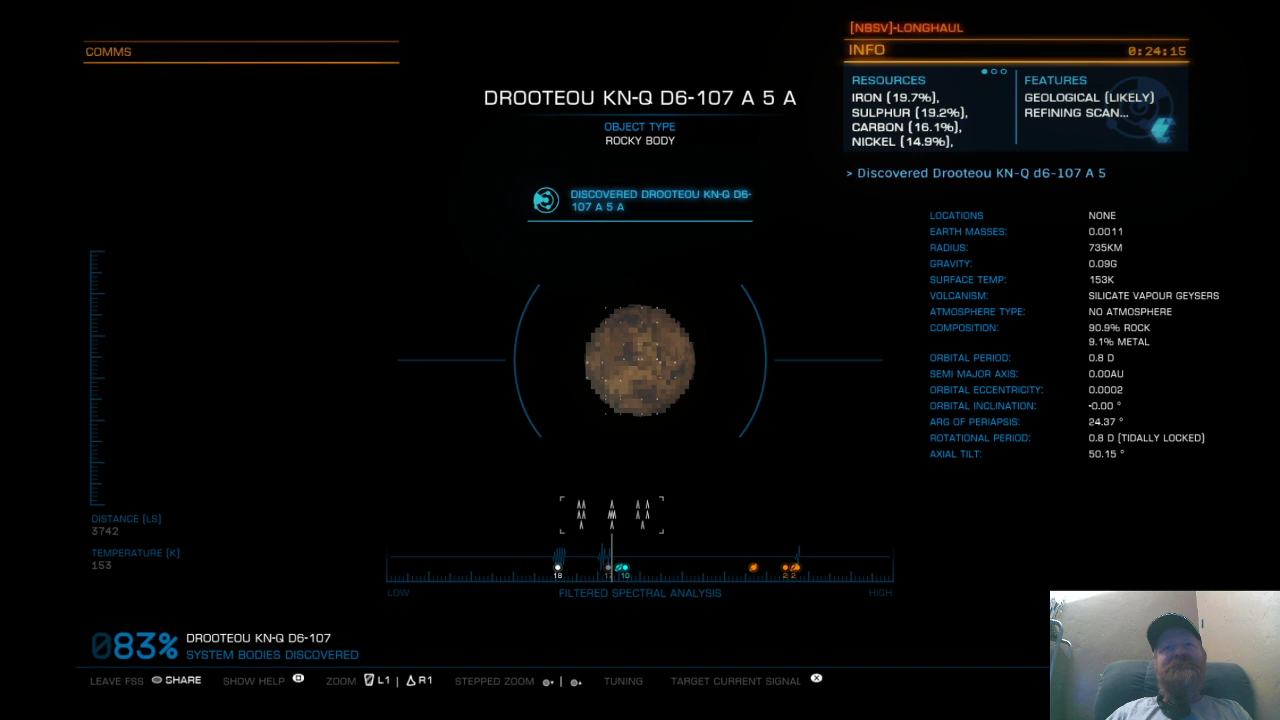 [NBSV]-LONGHAUL
COMMS
INFO
0:24:15
RESOURCES
IRON (19.7%),
SULPHUR (19.2%),
CARBON (16.1%),
NICKEL (14.9%),
FEATURES
GEOLOGICAL (LIKELY)
REFINING SCAN...
DROOTEOU KN-Q D6-107 A 5 A
OBJECT TYPE
ROCKY BODY
> Discovered Drooteou KN-Q d6-107 A 5
DISCOVERED DROOTEOU KN-Q D6-
107 A 5 A
LOCATIONS NONE
EARTH MASSES: 0.0011
RADIUS: 735KM
GRAVITY: 0.09G
SURFACE TEMP: 153K
VOLCANISM: SILICATE VAPOUR GEYSERS
ATMOSPHERE TYPE: NO ATMOSPHERE
COMPOSITION: 90.9% ROCK
9.1% METAL
ORBITAL PERIOD: 0.8 D
SEMI MAJOR AXIS: 0.00AU
ORBITAL ECCENTRICITY: 0.0002
ORBITAL INCLINATION: -0.00 °
ARG OF PERIAPSIS: 24.37 °
ROTATIONAL PERIOD: 0.8 D (TIDALLY LOCKED)
AXIAL TILT: 50.15 °
DISTANCE (LS)
3742
TEMPERATURE (K)
153
18 17 10 2 2
LOW FILTERED SPECTRAL ANALYSIS HIGH
083% DROOTEOU KN-Q D6-107
SYSTEM BODIES DISCOVERED
LEAVE FSS SHARE SHOW HELP ZOOM L1 | R1 STEPPED ZOOM | TUNING TARGET CURRENT SIGNAL